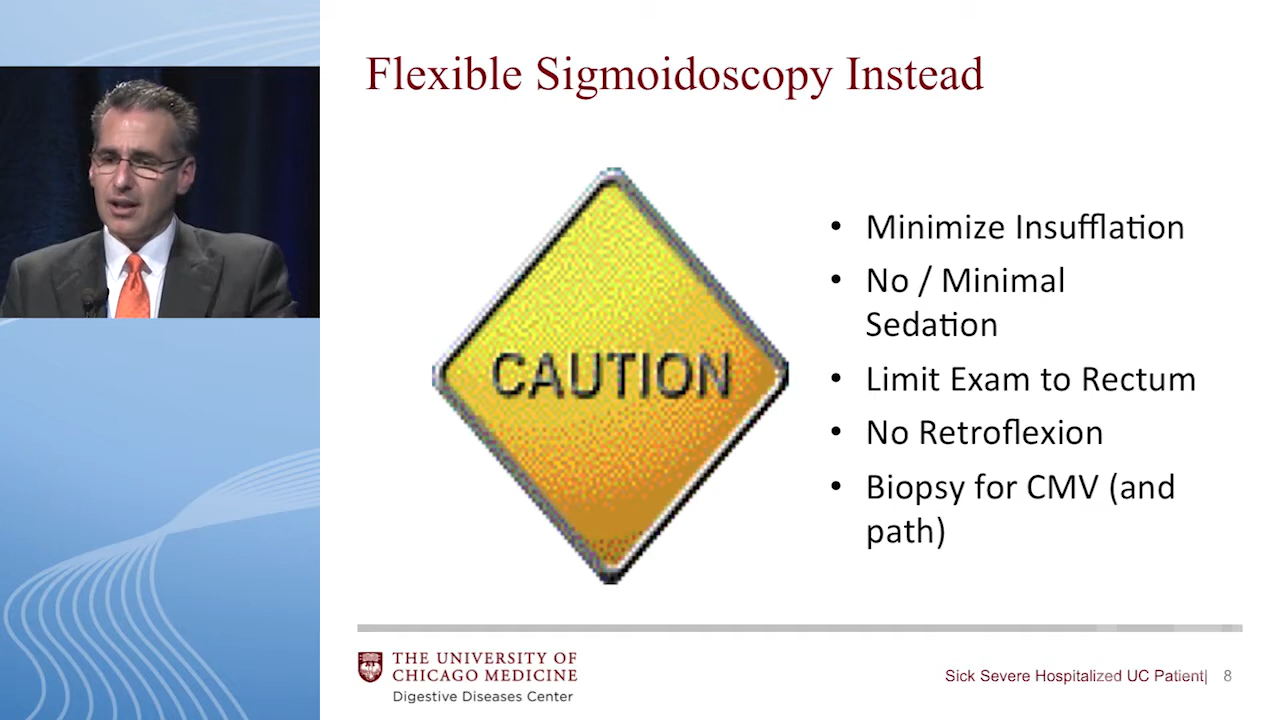 Flexible Sigmoidoscopy Instead
CAUTION
• Minimize Insufflation
• No / Minimal
Sedation
• Limit Exam to Rectum
• No Retroflexion
• Biopsy for CMV (and
path)
THE UNIVERSITY OF
CHICAGO MEDICINE
Digestive Diseases Center
Sick Severe Hospitalized UC Patient| 8